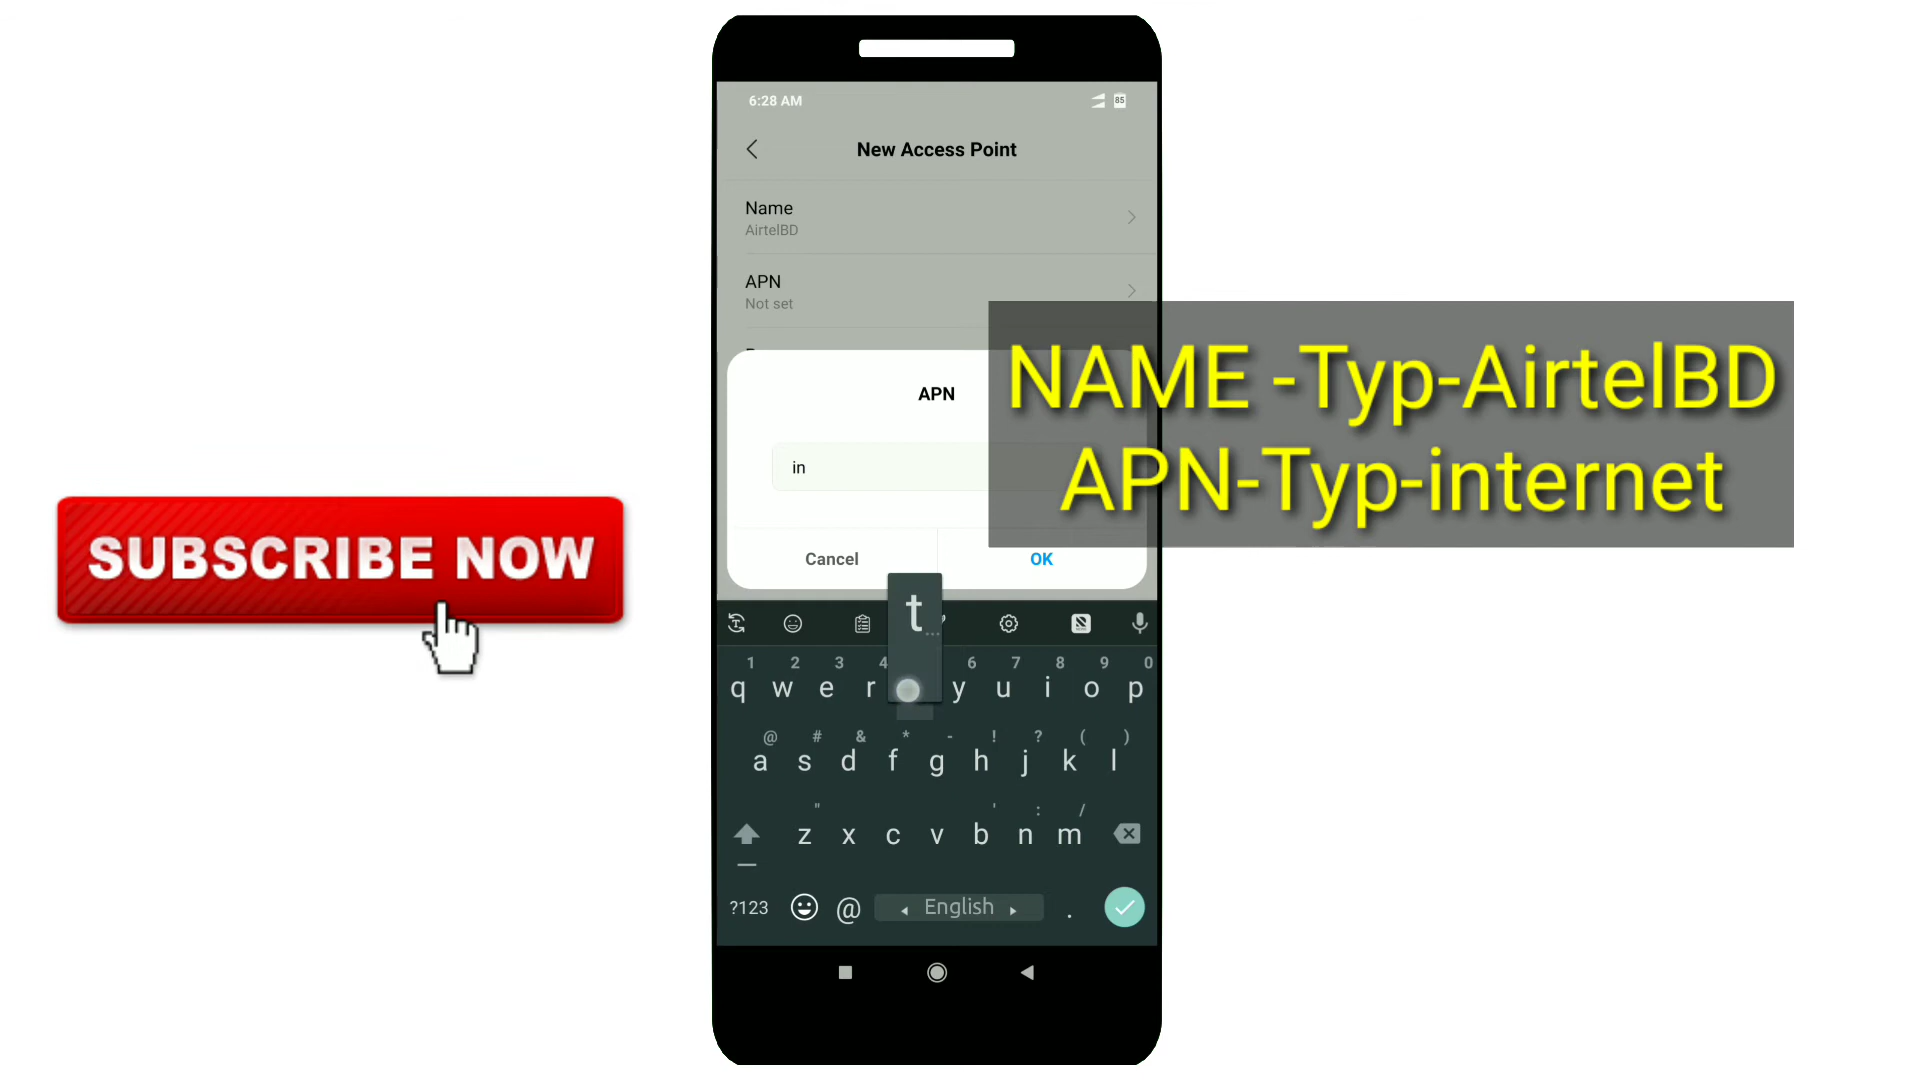 6:28 AM
85
New Access Point
Name
AirtelBD
APN
Not set
APN
in
Cancel
OK
NAME -Typ-AirtelBD
APN-Typ-internet
SUBSCRIBE NOW
t
1 2 3 4 6 7 8 9 0
q w e r y u i o p
@ # & * - ! ? ( )
a s d f g h j k l
" ' : /
z x c v b n m
?123 @ English .